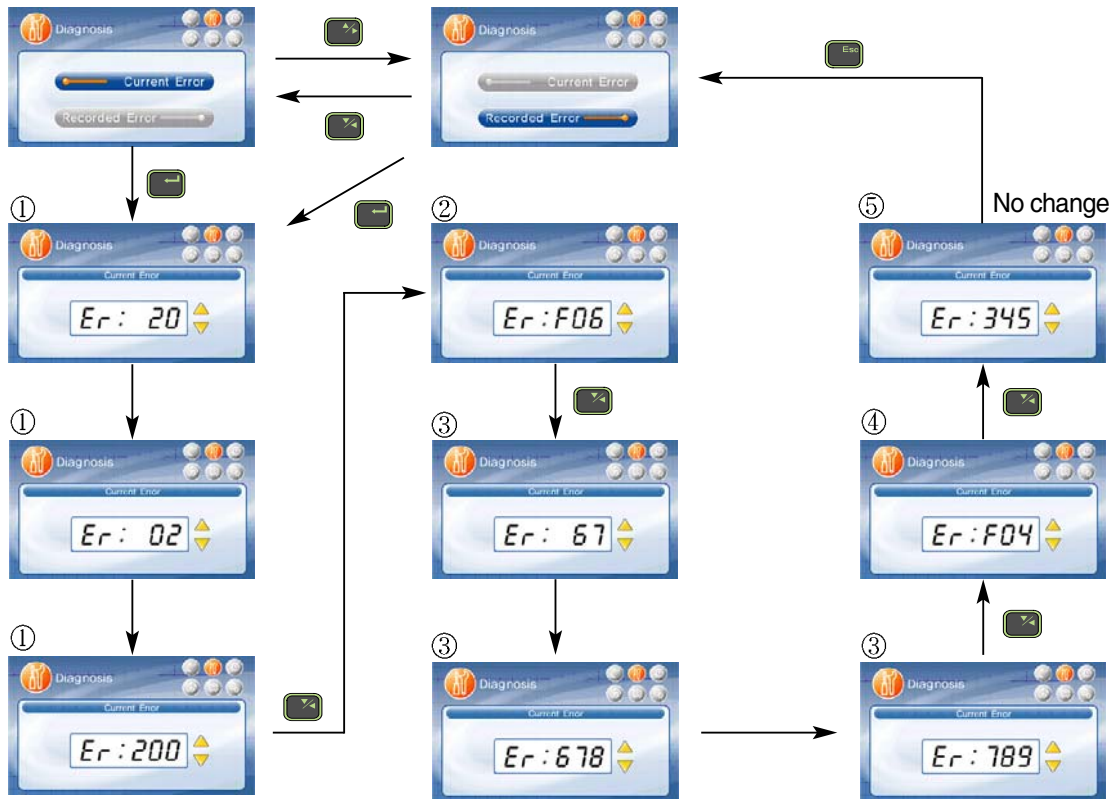 Diagnosis
Current Error
Recorded Error
Diagnosis
Current Error
Recorded Error
Esc
No change
①
Diagnosis
Current Error
Er: 20
②
Diagnosis
Current Error
Er:F06
⑤
Diagnosis
Current Error
Er:345
①
Diagnosis
Current Error
Er: 02
③
Diagnosis
Current Error
Er: 67
④
Diagnosis
Current Error
Er:F04
①
Diagnosis
Current Error
Er:200
③
Diagnosis
Current Error
Er:678
③
Diagnosis
Current Error
Er:789